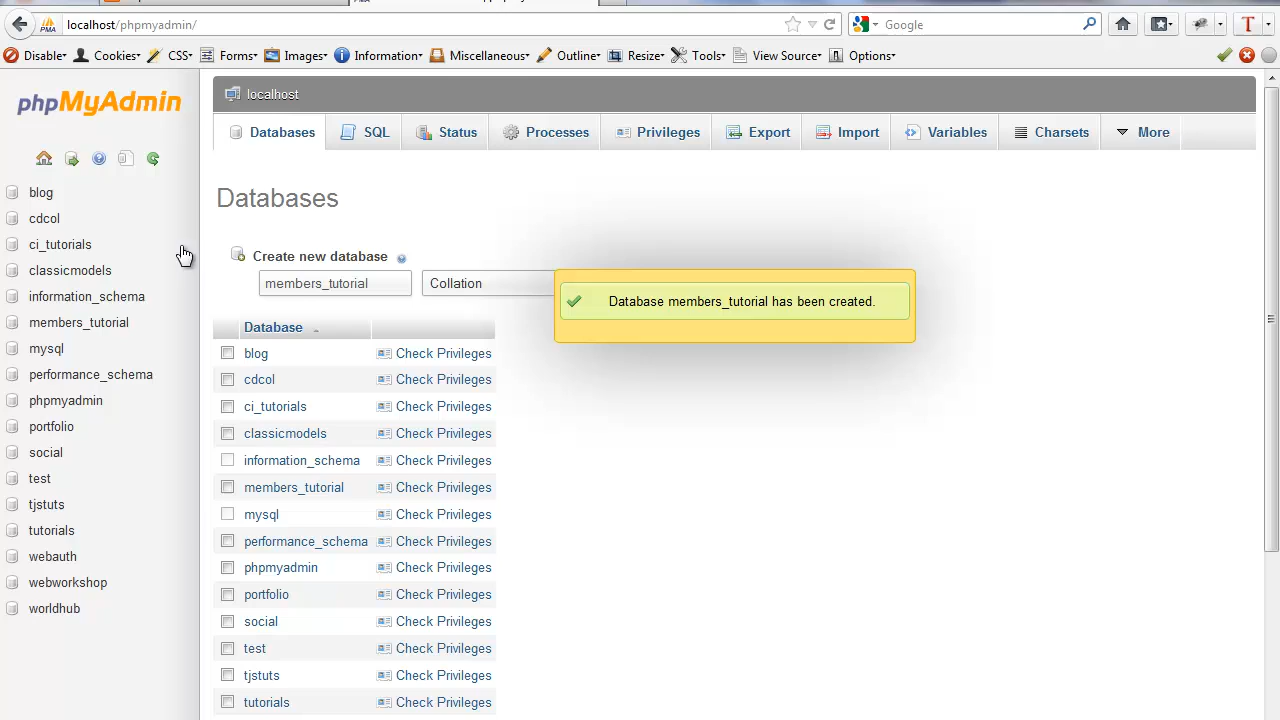 localhost/phpmyadmin/
Google
Disable Cookies CSS Forms Images Information Miscellaneous Outline Resize Tools View Source Options
phpMyAdmin
blog
cdcol
ci_tutorials
classicmodels
information_schema
members_tutorial
mysql
performance_schema
phpmyadmin
portfolio
social
test
tjstuts
tutorials
webauth
webworkshop
worldhub
localhost
Databases SQL Status Processes Privileges Export Import Variables Charsets More
Databases
Create new database
members_tutorial Collation
Database members_tutorial has been created.
Database
blog Check Privileges
cdcol Check Privileges
ci_tutorials Check Privileges
classicmodels Check Privileges
information_schema Check Privileges
members_tutorial Check Privileges
mysql Check Privileges
performance_schema Check Privileges
phpmyadmin Check Privileges
portfolio Check Privileges
social Check Privileges
test Check Privileges
tjstuts Check Privileges
tutorials Check Privileges